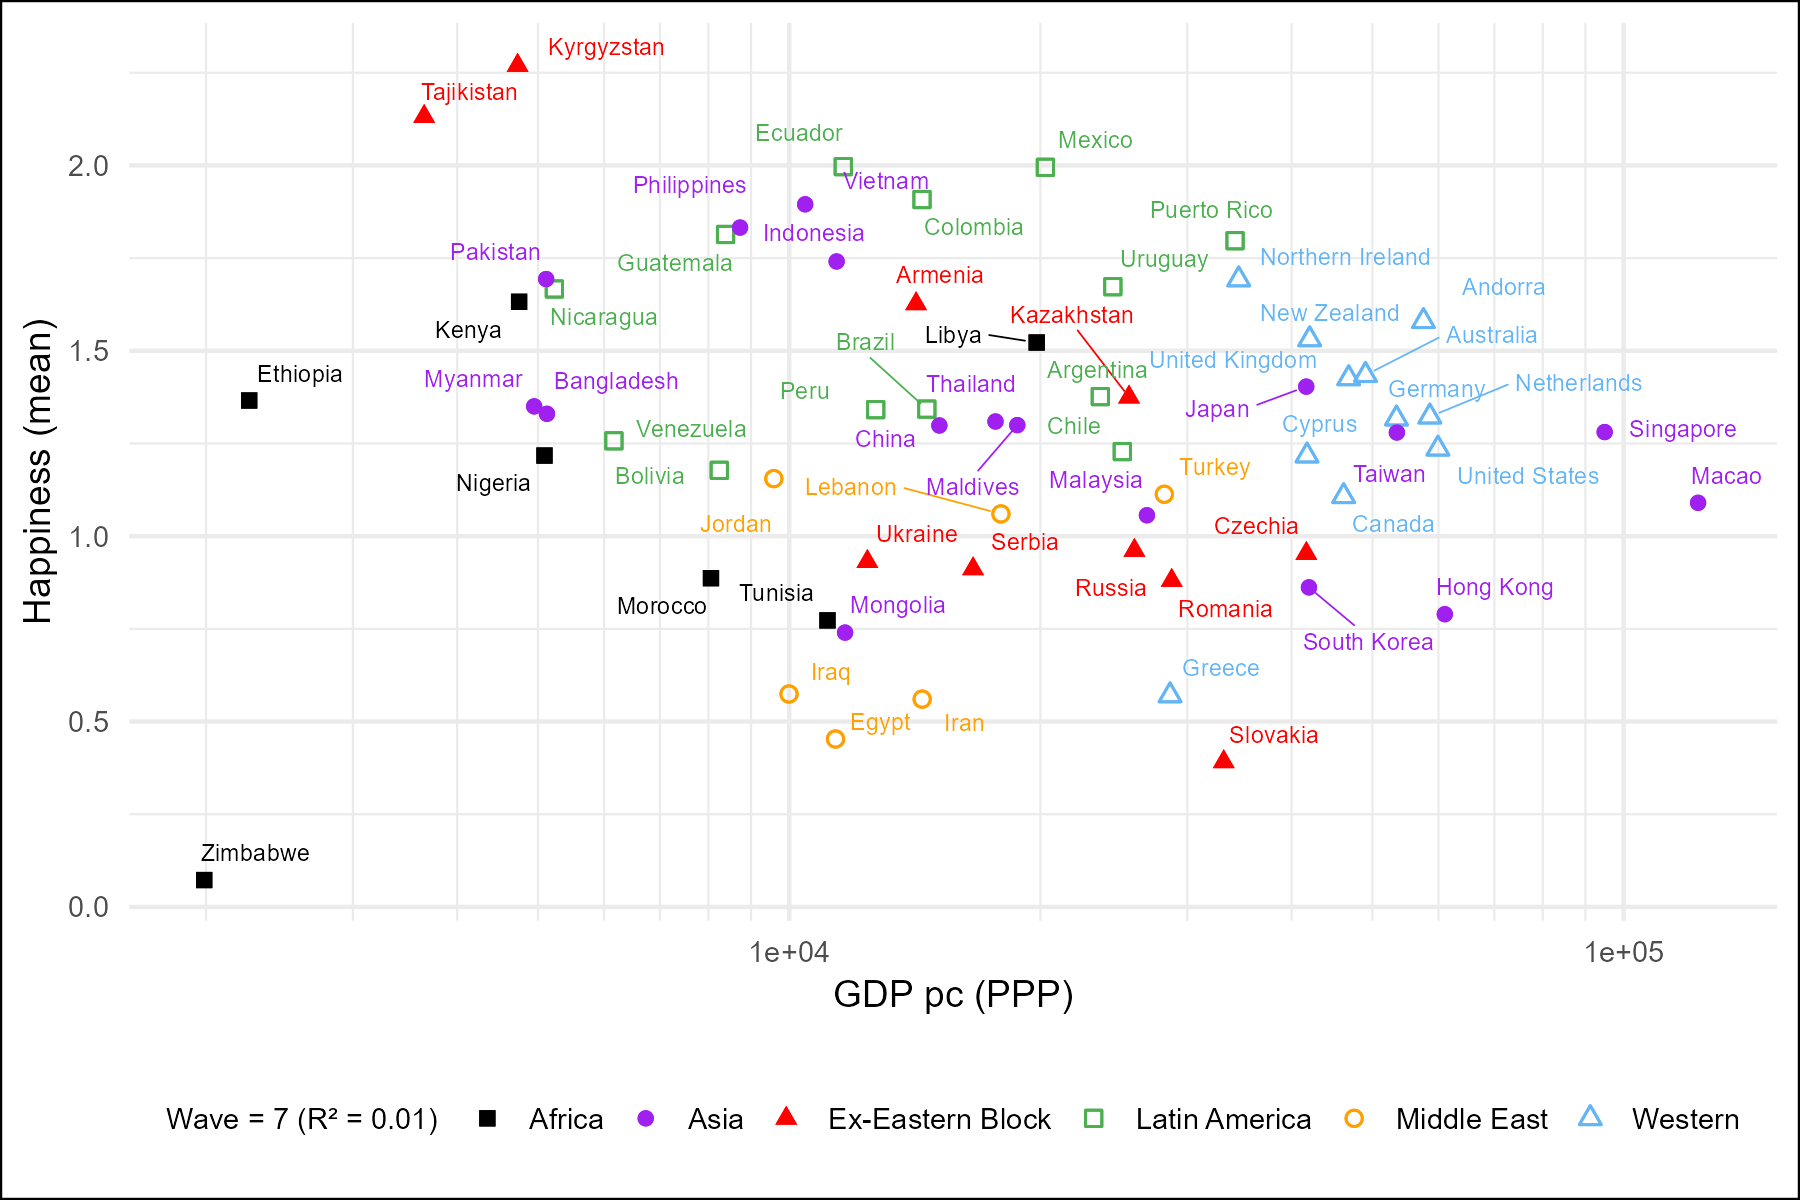 Kyrgyzstan
Tajikistan
Ecuador
Mexico
2.0
Philippines
Vietnam
Puerto Rico
Colombia
Indonesia
Pakistan
Guatemala
Northern Ireland
Uruguay
Armenia
Andorra
Kazakhstan
New Zealand
Nicaragua
Kenya
Libya
Australia
Brazil
1.5
United Kingdom
Ethiopia
Argentina
Myanmar
Bangladesh
Thailand
Netherlands
Peru
Germany
Japan
Cyprus
Chile
Venezuela
China
Singapore
Turkey
Bolivia
Taiwan
United States
Macao
Nigeria
Malaysia
Lebanon
Maldives
Jordan
Czechia
Canada
1.0
Ukraine
Serbia
Russia
Hong Kong
Tunisia
Morocco
Mongolia
Romania
South Korea
Greece
Iraq
0.5
Egypt
Iran
Slovakia
Zimbabwe
0.0
Happiness (mean)
1e+04
1e+05
GDP pc (PPP)
Wave = 7 (R² = 0.01) Africa Asia Ex-Eastern Block Latin America Middle East Western